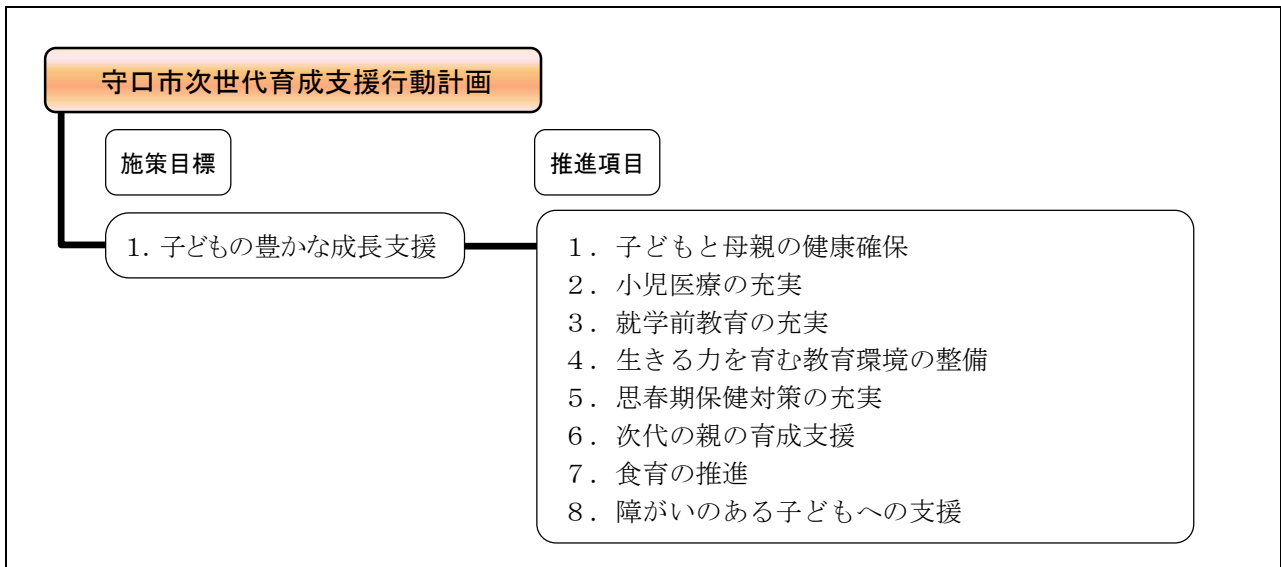 守口市次世代育成支援行動計画
施策目標
推進項目
1. 子どもの豊かな成長支援
１．子どもと母親の健康確保
２．小児医療の充実
３．就学前教育の充実
４．生きる力を育む教育環境の整備
５．思春期保健対策の充実
６．次代の親の育成支援
７．食育の推進
８．障がいのある子どもへの支援